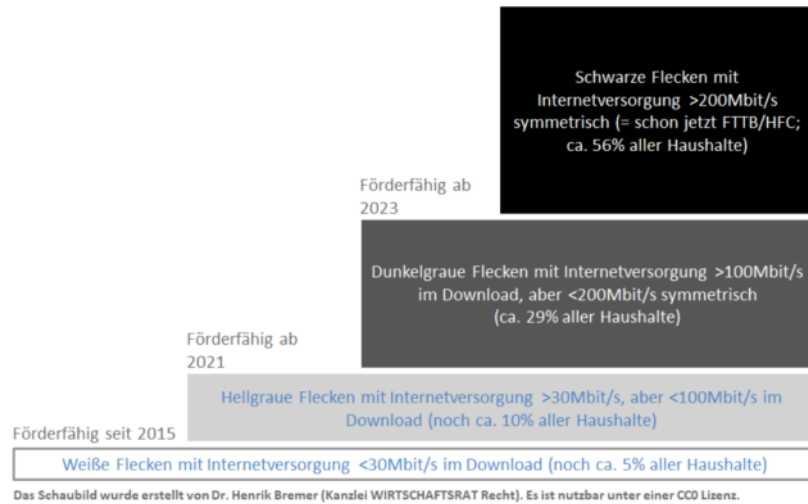 Schwarze Flecken mit
Internetversorgung >200Mbit/s
symmetrisch (= schon jetzt FTTB/HFC;
ca. 56% aller Haushalte)
Förderfähig ab
2023
Dunkelgraue Flecken mit Internetversorgung >100Mbit/s
im Download, aber <200Mbit/s symmetrisch
(ca. 29% aller Haushalte)
Förderfähig ab
2021
Hellgraue Flecken mit Internetversorgung >30Mbit/s, aber <100Mbit/s im
Download (noch ca. 10% aller Haushalte)
Förderfähig seit 2015
Weiße Flecken mit Internetversorgung <30Mbit/s im Download (noch ca. 5% aller Haushalte)
Das Schaubild wurde erstellt von Dr. Henrik Bremer (Kanzlei WIRTSCHAFTSRAT Recht). Es ist nutzbar unter einer CC0 Lizenz.